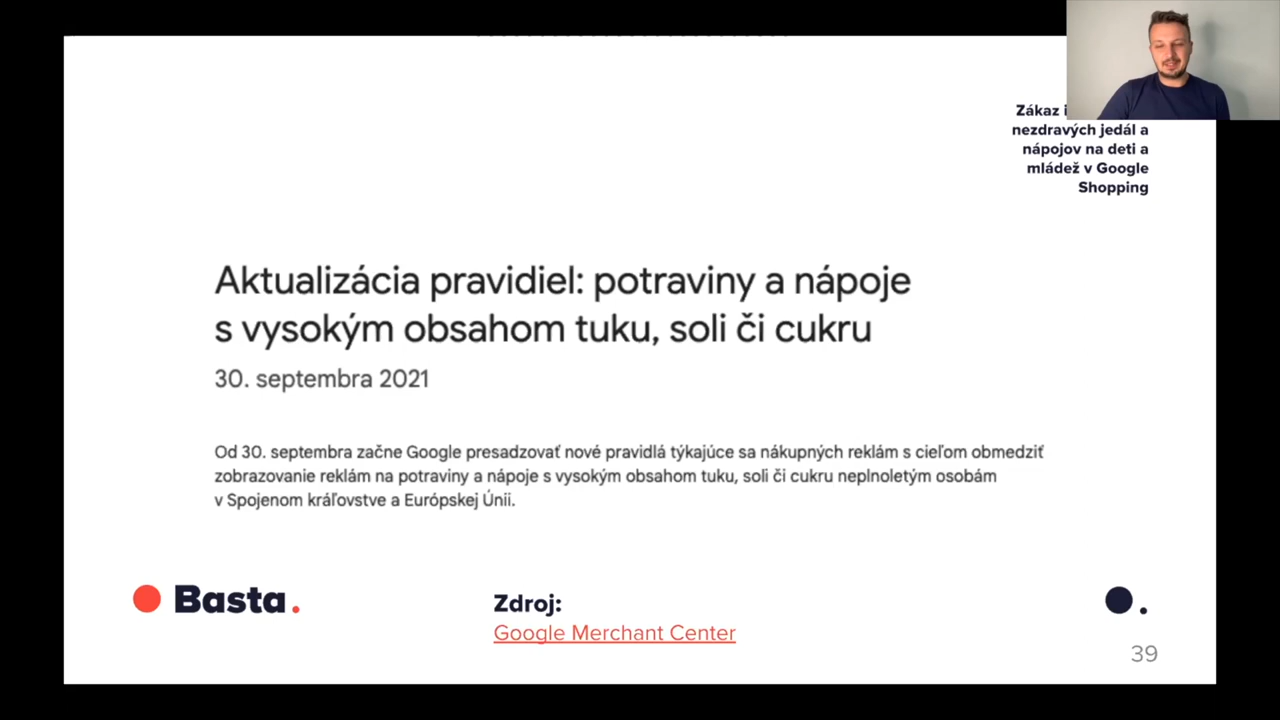 Zákaz
nezdravých jedál a
nápojov na deti a
mládež v Google
Shopping
Aktualizácia pravidiel: potraviny a nápoje
s vysokým obsahom tuku, soli či cukru
30. septembra 2021
Od 30. septembra začne Google presadzovať nové pravidlá týkajúce sa nákupných reklám s cieľom obmedziť
zobrazovanie reklám na potraviny a nápoje s vysokým obsahom tuku, soli či cukru neplnoletým osobám
v Spojenom kráľovstve a Európskej Únii.
Basta.
Zdroj:
Google Merchant Center
39